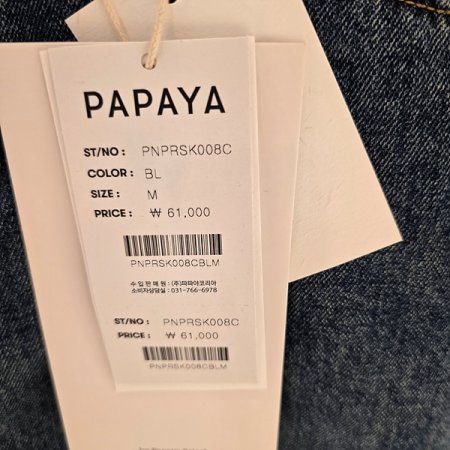 PAPAYA
ST/NO : PNPRSK008C
COLOR : BL
SIZE : M
PRICE : ₩ 61,000
PNPRSK008CBLM
수 입 판 매 원 : (주)파파야코리아
소비자상담실 : 031-766-6978
ST/NO : PNPRSK008C
PRICE : ₩ 61,000
PNPRSK008CBLM